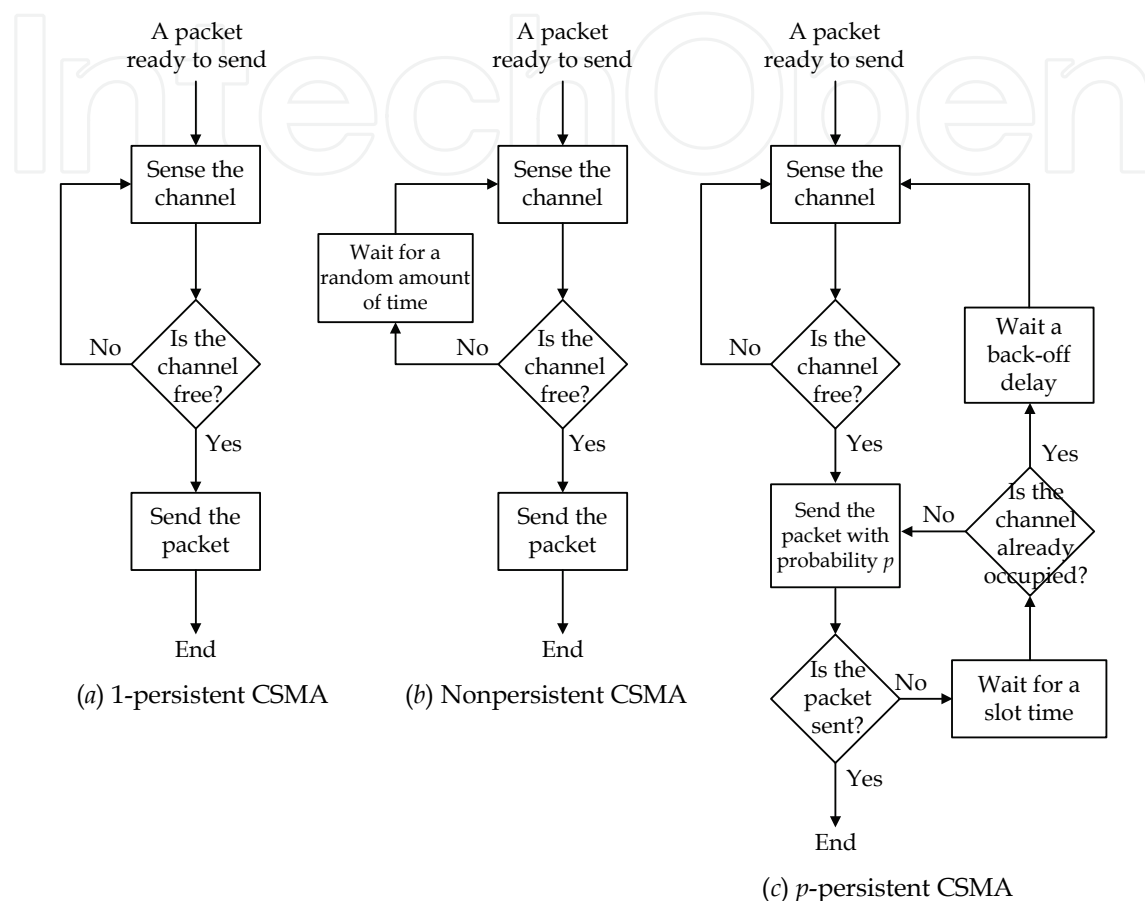 IntechOpen
A packet
ready to send
Sense the
channel
Is the
channel
free?
No
Yes
Send the
packet
End
(a) 1-persistent CSMA
A packet
ready to send
Sense the
channel
Wait for a
random amount
of time
Is the
channel
free?
No
Yes
Send the
packet
End
(b) Nonpersistent CSMA
A packet
ready to send
Sense the
channel
Is the
channel
free?
No
Yes
Send the
packet with
probability p
Is the
packet
sent?
No
Wait for a
slot time
Is the
channel
already
occupied?
No
Yes
Wait a
back-off
delay
Yes
End
(c) p-persistent CSMA